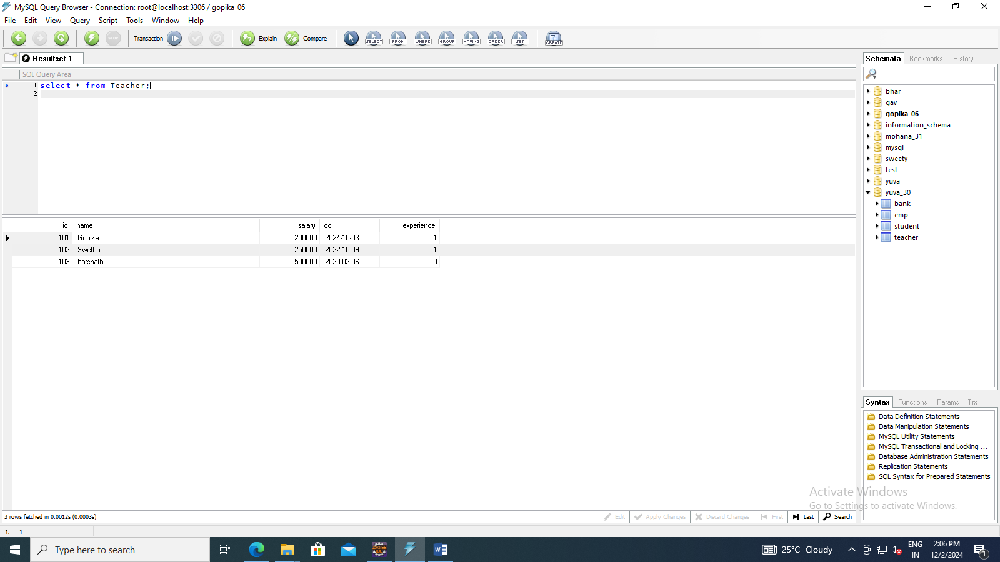 MySQL Query Browser - Connection: root@localhost:3306 / gopika_06
File Edit View Query Script Tools Window Help
STOP Transaction Explain Compare SELECT FROM WHERE GROUP HAVING ORDER SET CREATE
Resultset 1
SQL Query Area
1 select * from Teacher;
2
id name salary doj experience
101 Gopika 200000 2024-10-03 1
102 Swetha 250000 2022-10-09 1
103 harshath 500000 2020-02-06 0
3 rows fetched in 0.0012s (0.0003s)
Edit Apply Changes Discard Changes First Last Search
1: 1
Schemata Bookmarks History
bhar
gav
gopika_06
information_schema
mohana_31
mysql
sweety
test
yuva
yuva_30
bank
emp
student
teacher
Syntax Functions Params Trx
Data Definition Statements
Data Manipulation Statements
MySQL Utility Statements
MySQL Transactional and Locking ...
Database Administration Statements
Replication Statements
SQL Syntax for Prepared Statements
Activate Windows
Go to Settings to activate Windows.
Type here to search
25°C Cloudy
ENG
IN
2:06 PM
12/2/2024
1